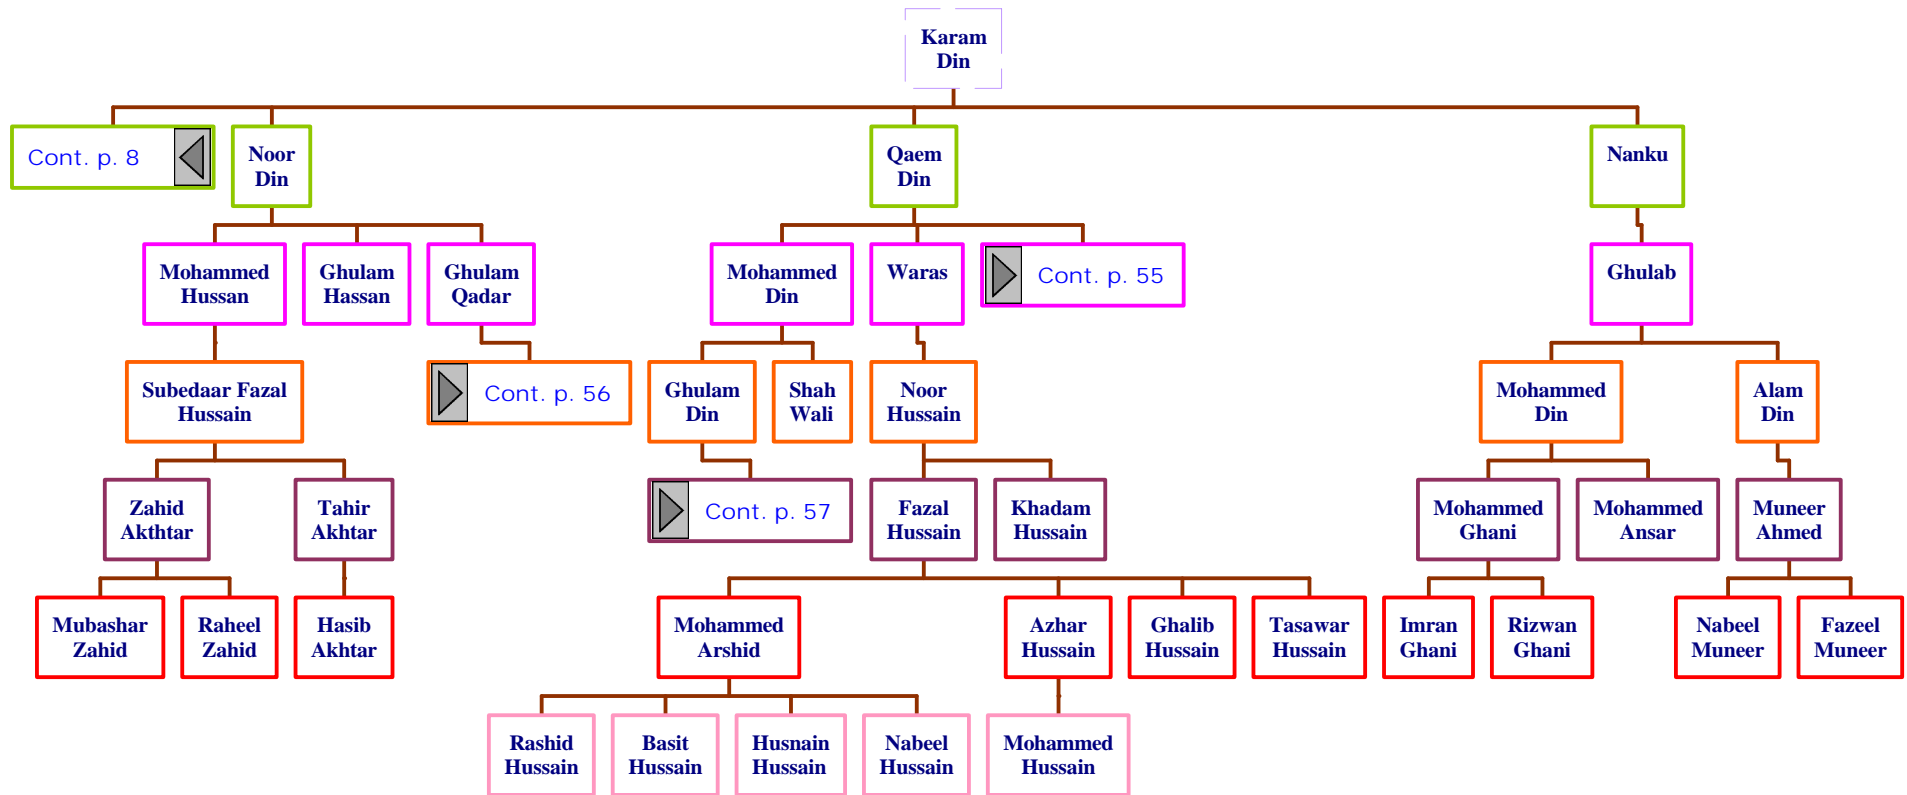 Karam
Din
Cont. p. 8
Noor
Din
Qaem
Din
Nanku
Mohammed
Hussan
Ghulam
Hassan
Ghulam
Qadar
Mohammed
Din
Waras
Cont. p. 55
Ghulab
Subedaar Fazal
Hussain
Cont. p. 56
Ghulam
Din
Shah
Wali
Noor
Hussain
Mohammed
Din
Alam
Din
Zahid
Akthtar
Tahir
Akhtar
Cont. p. 57
Fazal
Hussain
Khadam
Hussain
Mohammed
Ghani
Mohammed
Ansar
Muneer
Ahmed
Mubashar
Zahid
Raheel
Zahid
Hasib
Akhtar
Mohammed
Arshid
Azhar
Hussain
Ghalib
Hussain
Tasawar
Hussain
Imran
Ghani
Rizwan
Ghani
Nabeel
Muneer
Fazeel
Muneer
Rashid
Hussain
Basit
Hussain
Husnain
Hussain
Nabeel
Hussain
Mohammed
Hussain